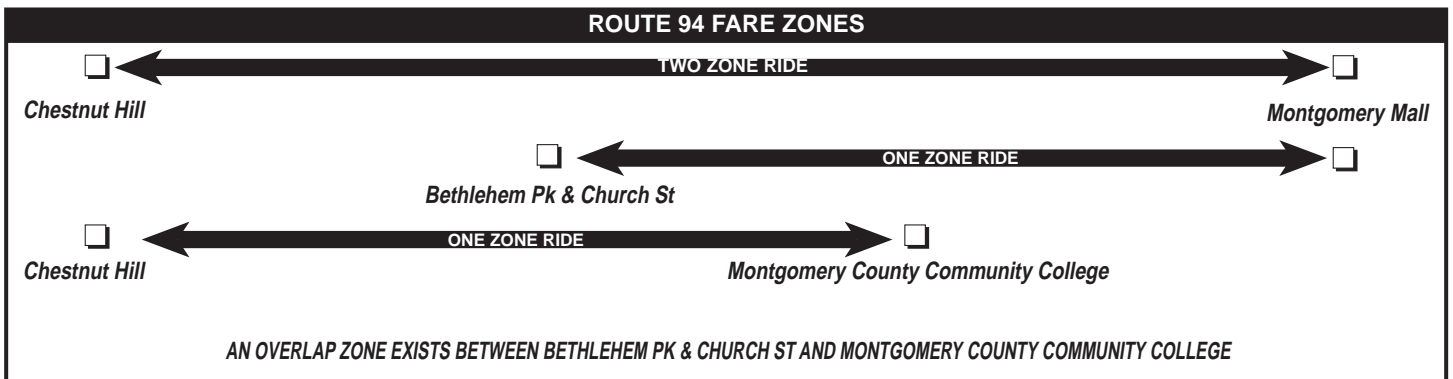 ROUTE 94 FARE ZONES
TWO ZONE RIDE
Chestnut Hill
Montgomery Mall
ONE ZONE RIDE
Bethlehem Pk & Church St
ONE ZONE RIDE
Chestnut Hill
Montgomery County Community College
AN OVERLAP ZONE EXISTS BETWEEN BETHLEHEM PK & CHURCH ST AND MONTGOMERY COUNTY COMMUNITY COLLEGE